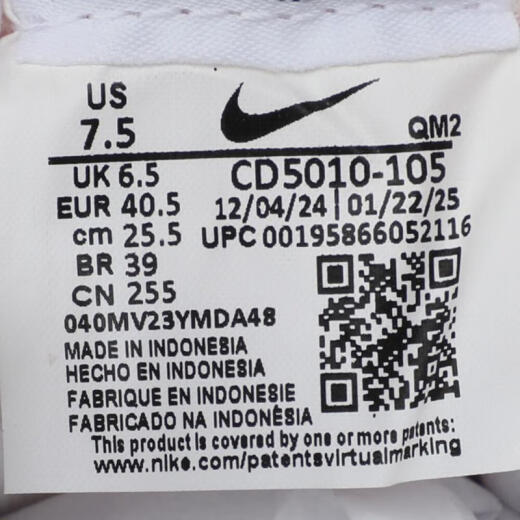 US
7.5
QM2
UK 6.5
CD5010-105
EUR 40.5
12/04/24 | 01/22/25
cm 25.5
UPC 00195866052116
BR 39
CN 255
040MV23YMDA48
MADE IN INDONESIA
HECHO EN INDONESIA
FABRIQUE EN INDONESIE
FABRICADO NA INDONÉSIA
This product is covered by one or more patents:
www.nike.com/patentsvirtualmarking